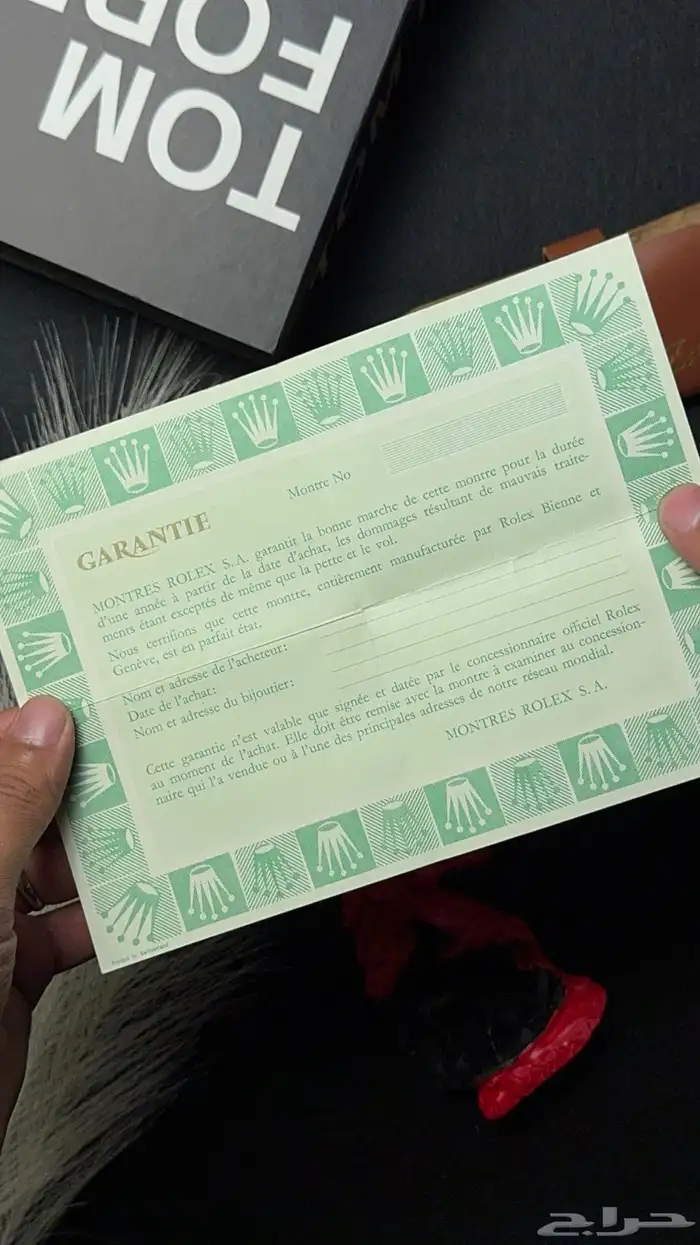 TOM
FOR
Montre No
GARANTIE
MONTRES ROLEX S. A. garantit la bonne marche de cette montre pour la durée
d'une année à partir de la date d'achat, les dommages résultant de mauvais traite-
ments étant exceptés de même que la perte et le vol.
Nous certifions que cette montre, entièrement manufacturée par Rolex Bienne et
Genève, est en parfait état.
Nom et adresse de l'acheteur:
Date de l'achat:
Nom et adresse du bijoutier:
Cette garantie n'est valable que signée et datée par le concessionnaire officiel Rolex
au moment de l'achat. Elle doit être remise avec la montre à examiner au concession-
naire qui l'a vendue ou à l'une des principales adresses de notre réseau mondial.
MONTRES ROLEX S. A.
Printed in Switzerland
حراج